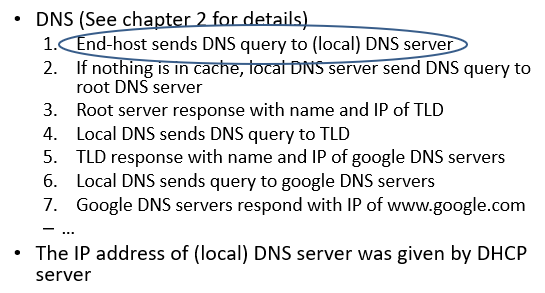 • DNS (See chapter 2 for details)
1. End-host sends DNS query to (local) DNS server
2. If nothing is in cache, local DNS server send DNS query to
root DNS server
3. Root server response with name and IP of TLD
4. Local DNS sends DNS query to TLD
5. TLD response with name and IP of google DNS servers
6. Local DNS sends query to google DNS servers
7. Google DNS servers respond with IP of www.google.com
– ...
• The IP address of (local) DNS server was given by DHCP
server